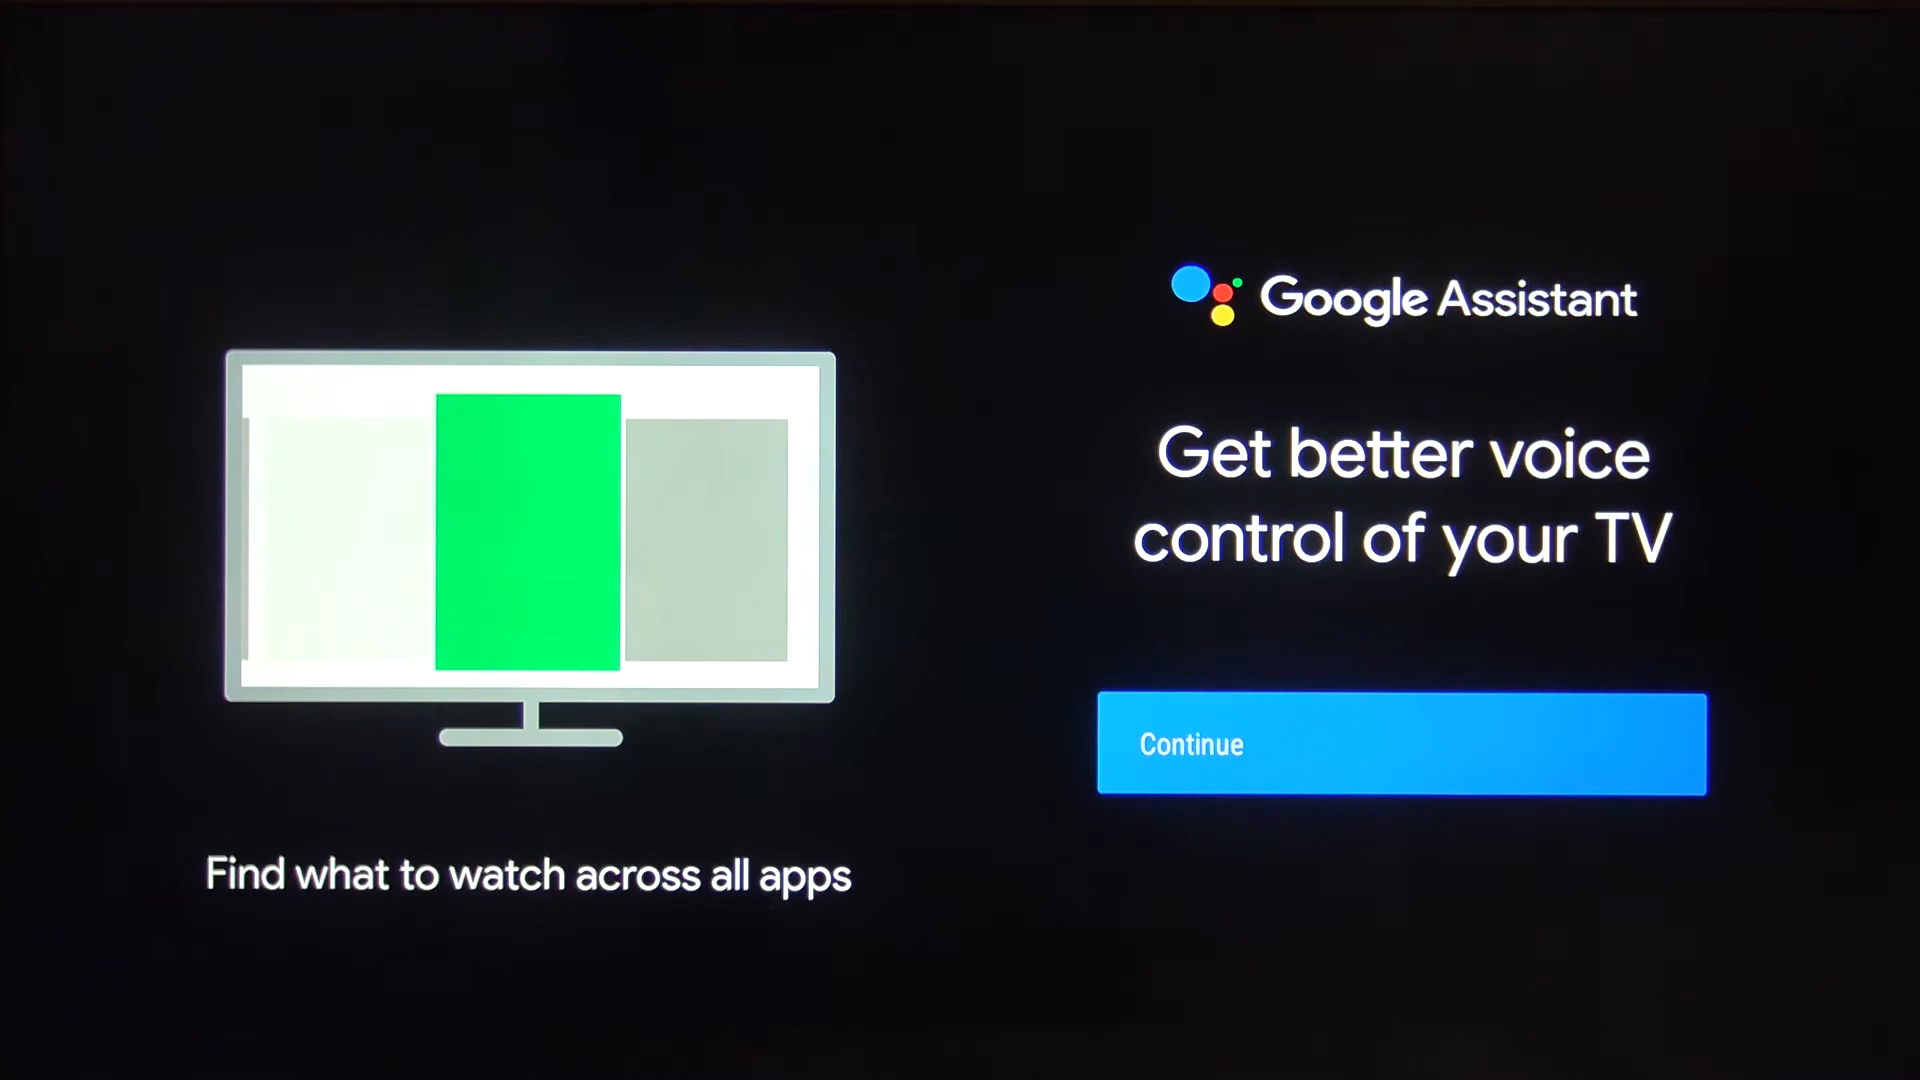 Google Assistant
Get better voice
control of your TV
Continue
Find what to watch across all apps